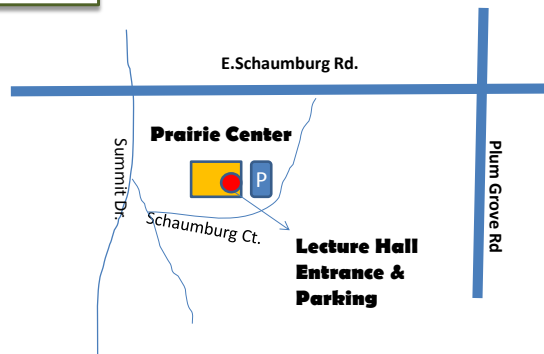 E.Schaumburg Rd.
Prairie Center
Summit Dr.
P
Plum Grove Rd
Schaumburg Ct.
Lecture Hall
Entrance &
Parking